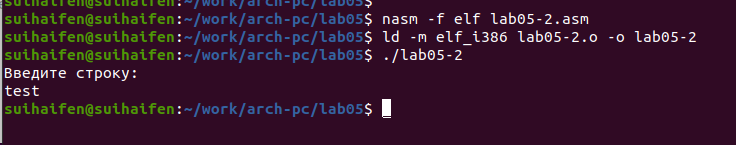 suihaifen@suihaifen:~/work/arch-pc/lab05$ nasm -f elf lab05-2.asm
suihaifen@suihaifen:~/work/arch-pc/lab05$ ld -m elf_i386 lab05-2.o -o lab05-2
suihaifen@suihaifen:~/work/arch-pc/lab05$ ./lab05-2
Введите строку:
test
suihaifen@suihaifen:~/work/arch-pc/lab05$